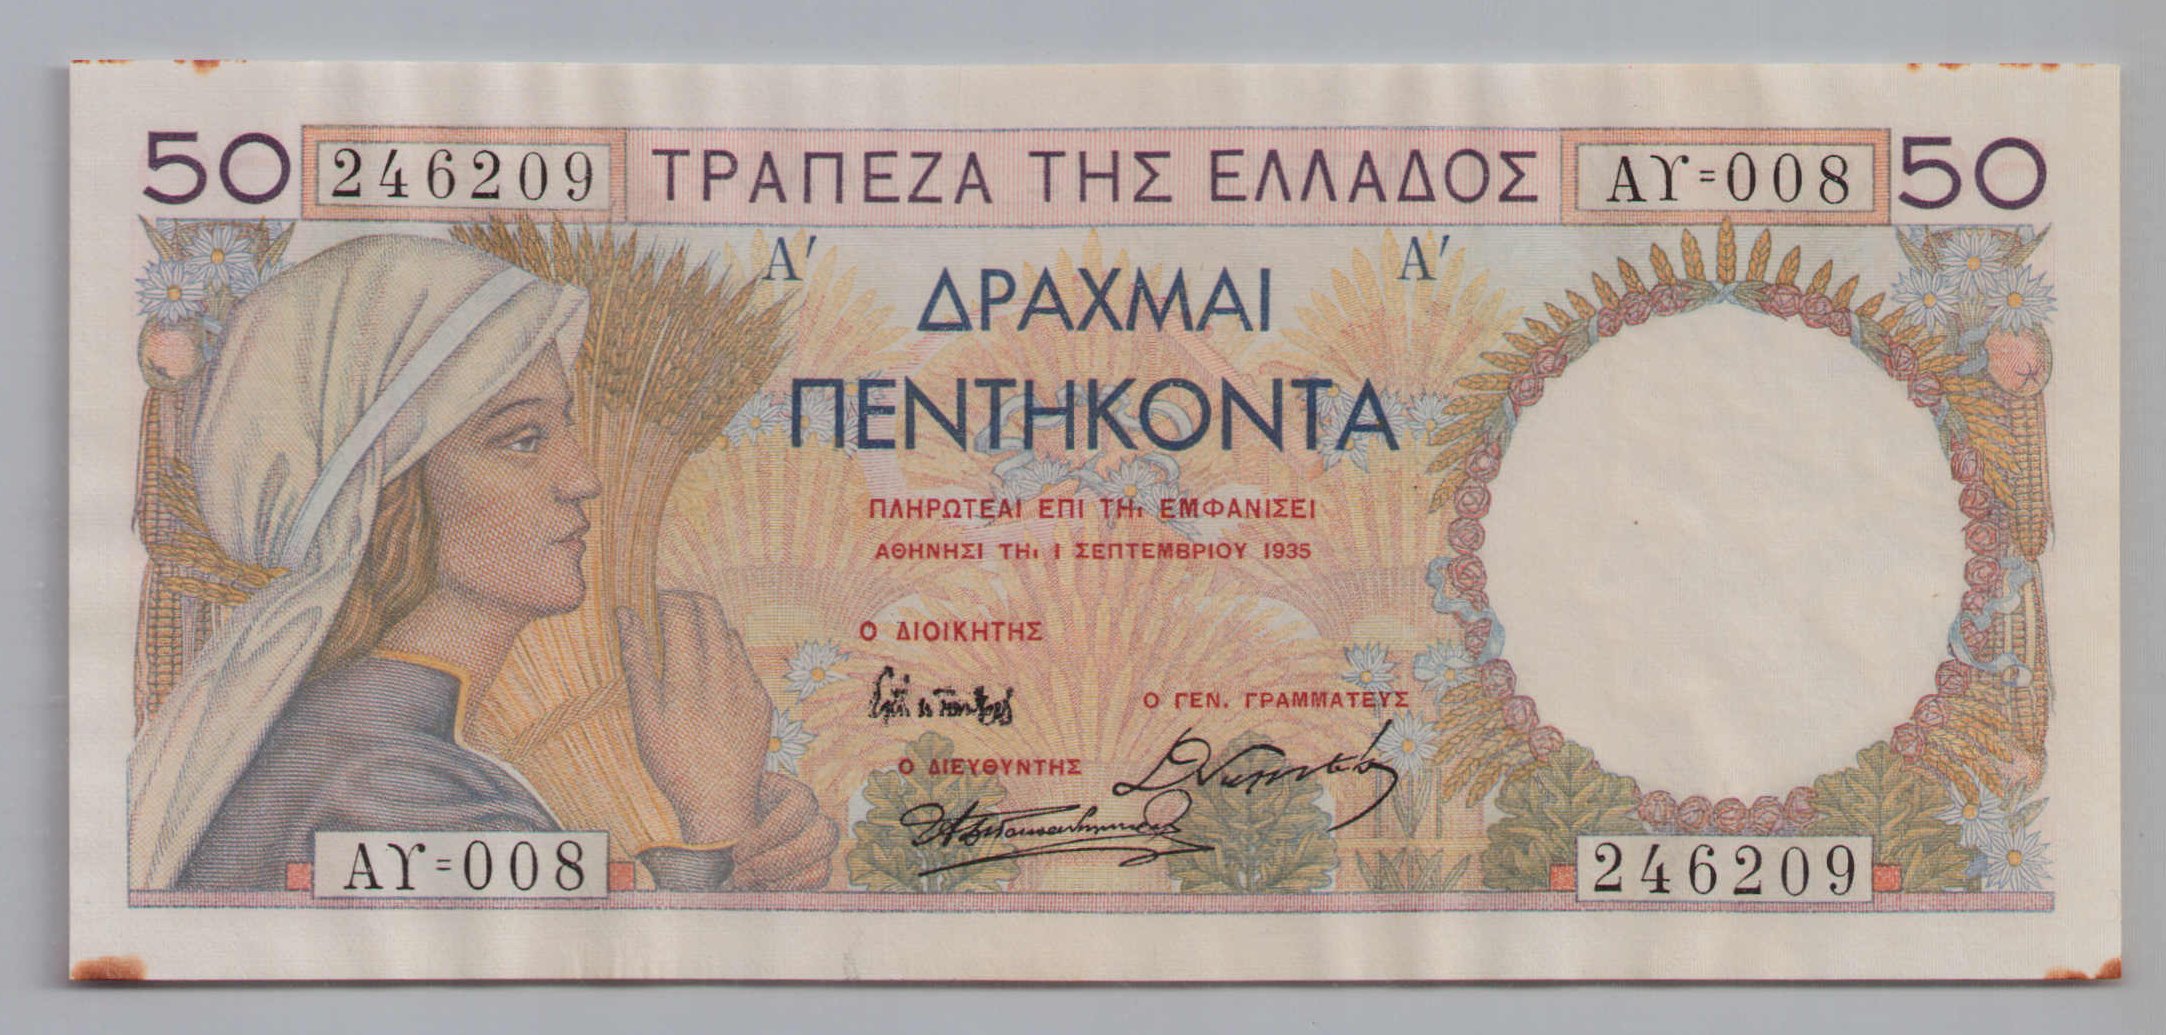 50 246209 ΤΡΑΠΕΖΑ ΤΗΣ ΕΛΛΑΔΟΣ ΑΥ=008 50
Α′ Α′
ΔΡΑΧΜΑΙ
ΠΕΝΤΗΚΟΝΤΑ
ΠΛΗΡΩΤΕΑΙ ΕΠΙ ΤΗι ΕΜΦΑΝΙΣΕΙ
ΑΘΗΝΗΣΙ ΤΗι 1 ΣΕΠΤΕΜΒΡΙΟΥ 1935
Ο ΔΙΟΙΚΗΤΗΣ
Ο ΓΕΝ. ΓΡΑΜΜΑΤΕΥΣ
Ο ΔΙΕΥΘΥΝΤΗΣ
ΑΥ=008 246209